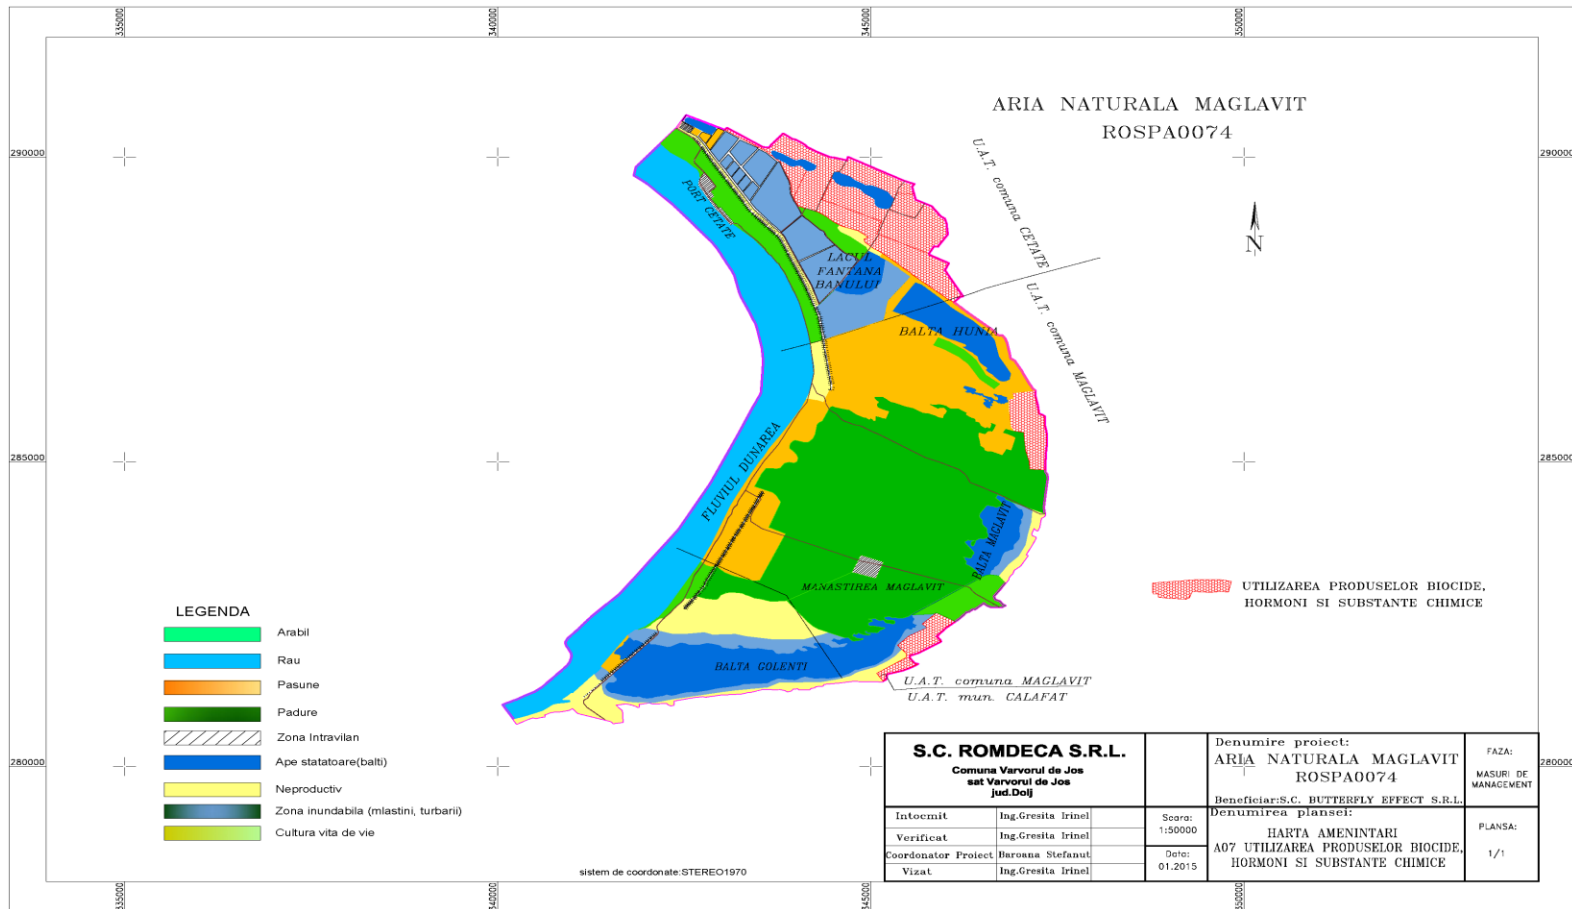 335000
340000
345000
350000
290000
290000
285000
285000
280000
280000
335000
340000
345000
350000
ARIA NATURALA MAGLAVIT
ROSPA0074
U.A.T. comuna CETATE
U.A.T. comuna MAGLAVIT
N
PORT CETATE
LACUL
FANTANA
BANULUI
BALTA HUNIA
FLUVIUL DUNAREA
BALTA MAGLAVIT
MANASTIREA MAGLAVIT
BALTA GOLENTI
U.A.T. comuna MAGLAVIT
U.A.T. mun. CALAFAT
UTILIZAREA PRODUSELOR BIOCIDE,
HORMONI SI SUBSTANTE CHIMICE
LEGENDA
Arabil
Rau
Pasune
Padure
Zona Intravilan
Ape statatoare(balti)
Neproductiv
Zona inundabila (mlastini, turbarii)
Cultura vita de vie
sistem de coordonate:STEREO1970
S.C. ROMDECA S.R.L.
Comuna Varvorul de Jos
sat Varvorul de Jos
jud.Dolj
Intocmit Ing.Gresita Irinel
Verificat Ing.Gresita Irinel
Coordonator Proiect Baroana Stefanut
Vizat Ing.Gresita Irinel
Scara:
1:50000
Data:
01.2015
Denumire proiect:
ARIA NATURALA MAGLAVIT
ROSPA0074
Beneficiar:S.C. BUTTERFLY EFFECT S.R.L.
Denumirea plansei:
HARTA AMENINTARI
A07 UTILIZAREA PRODUSELOR BIOCIDE,
HORMONI SI SUBSTANTE CHIMICE
FAZA:
MASURI DE
MANAGEMENT
PLANSA:
1/1